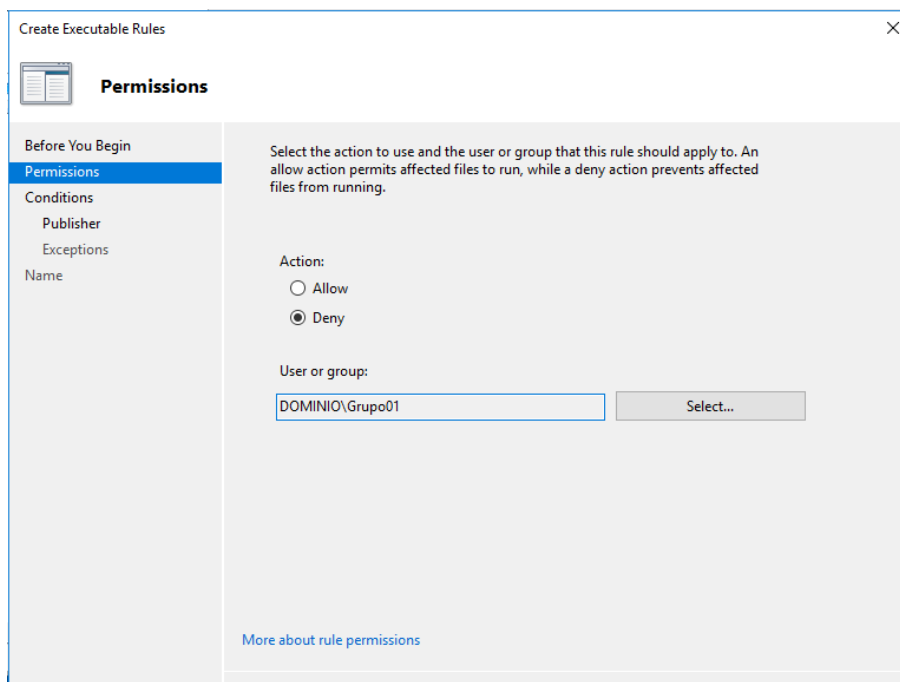 Create Executable Rules
Permissions
Before You Begin
Permissions
Conditions
Publisher
Exceptions
Name
Select the action to use and the user or group that this rule should apply to. An
allow action permits affected files to run, while a deny action prevents affected
files from running.
Action:
Allow
Deny
User or group:
DOMINIO\Grupo01
Select...
More about rule permissions